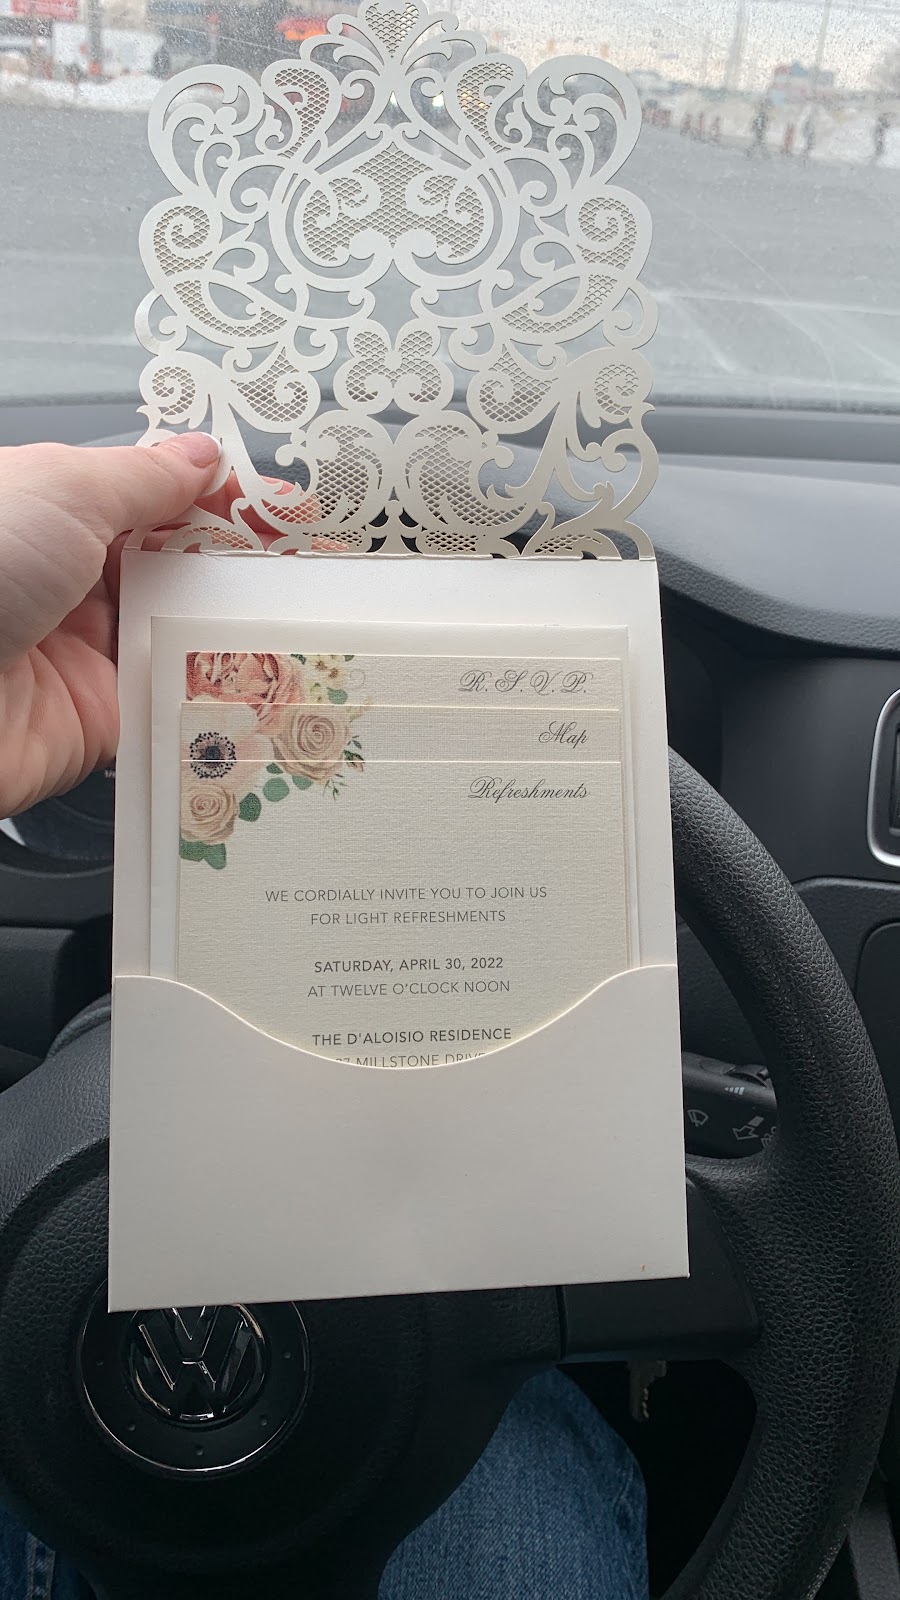 R. S. V. P.
Map
Refreshments
WE CORDIALLY INVITE YOU TO JOIN US
FOR LIGHT REFRESHMENTS
SATURDAY, APRIL 30, 2022
AT TWELVE O'CLOCK NOON
THE D'ALOISIO RESIDENCE
MILLSTONE DRIVE